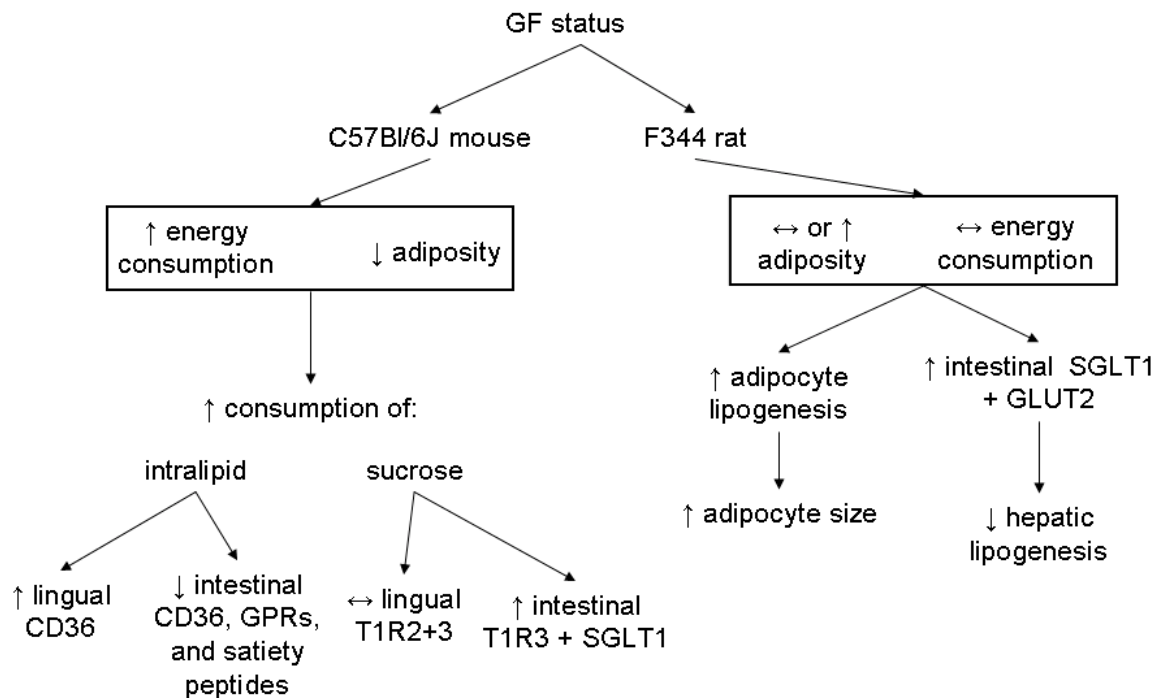 GF status
C57Bl/6J mouse
F344 rat
↑ energy
consumption
↓ adiposity
↔ or ↑
adiposity
↔ energy
consumption
↑ consumption of:
intralipid
sucrose
↑ lingual
CD36
↓ intestinal
CD36, GPRs,
and satiety
peptides
↔ lingual
T1R2+3
↑ intestinal
T1R3 + SGLT1
↑ adipocyte
lipogenesis
↑ adipocyte size
↑ intestinal SGLT1
+ GLUT2
↓ hepatic
lipogenesis